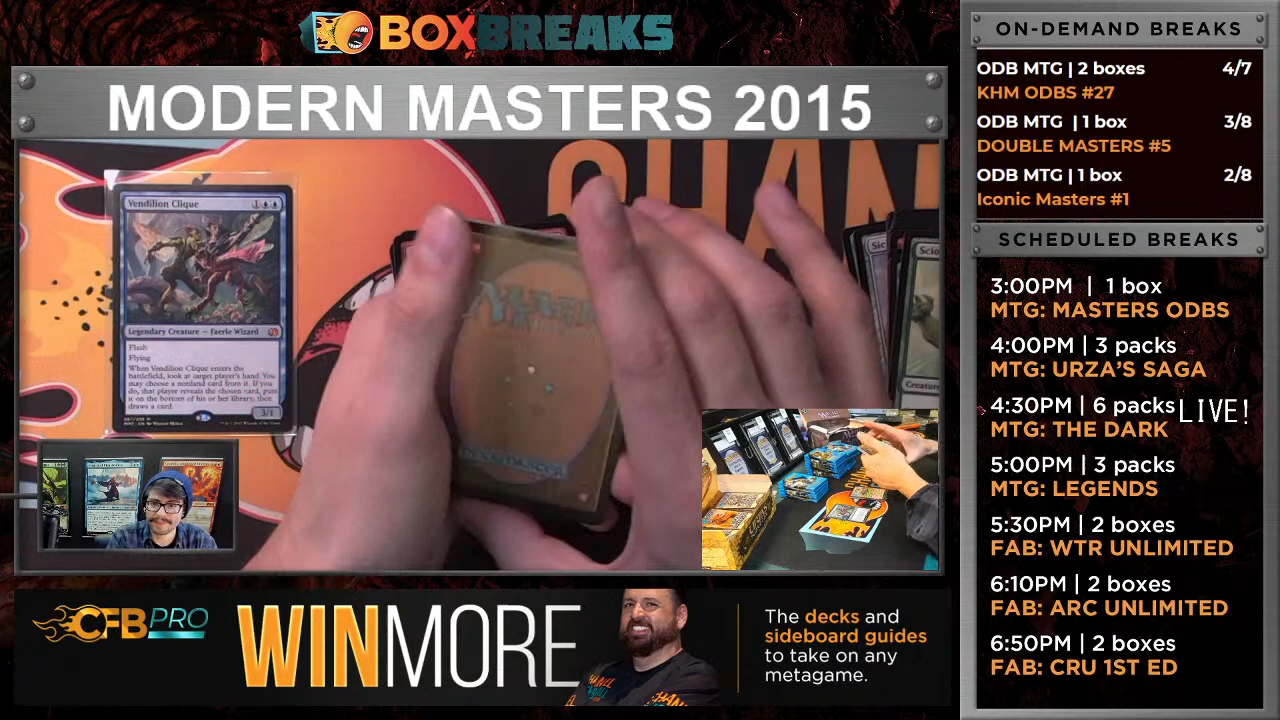 BOXBREAKS
MODERN MASTERS 2015
Vendilion Clique
Legendary Creature — Faerie Wizard
Flash
Flying
When Vendilion Clique enters the
battlefield, look at target player's hand. You
may choose a nonland card from it. If you
do, that player reveals the chosen card, puts
it on the bottom of his or her library, then
draws a card.
3/1
Creature
CFB PRO
WINMORE
The decks and
sideboard guides
to take on any
metagame.
ON-DEMAND BREAKS
ODB MTG | 2 boxes 4/7
KHM ODBS #27
ODB MTG | 1 box 3/8
DOUBLE MASTERS #5
ODB MTG | 1 box 2/8
Iconic Masters #1
SCHEDULED BREAKS
3:00PM | 1 box
MTG: MASTERS ODBS
4:00PM | 3 packs
MTG: URZA'S SAGA
4:30PM | 6 packs LIVE!
MTG: THE DARK
5:00PM | 3 packs
MTG: LEGENDS
5:30PM | 2 boxes
FAB: WTR UNLIMITED
6:10PM | 2 boxes
FAB: ARC UNLIMITED
6:50PM | 2 boxes
FAB: CRU 1ST ED